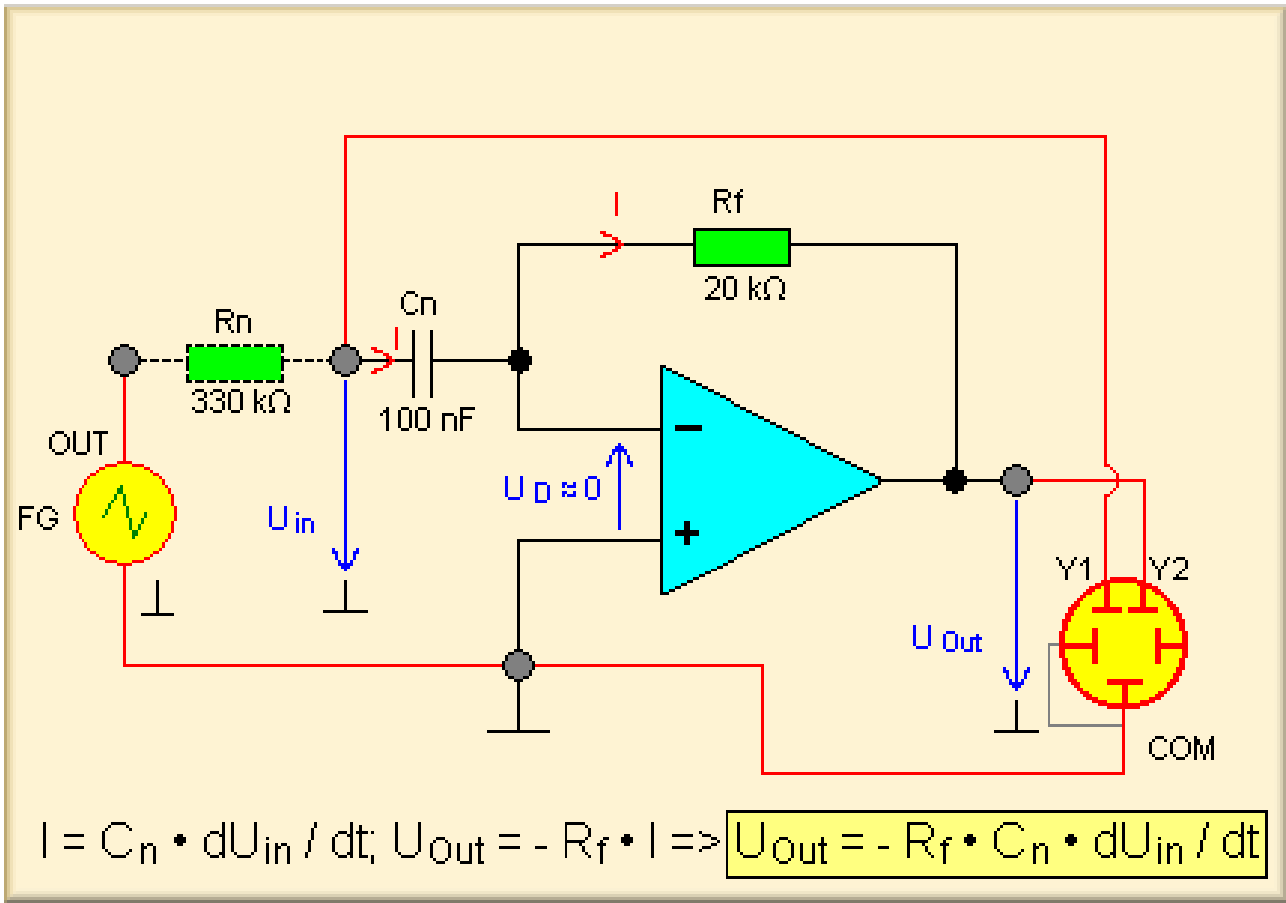 I
Rf
20 kΩ
Cn
I
100 nF
Rn
330 kΩ
OUT
FG
U in
U D ≈ 0
−
+
Y1
Y2
U Out
COM
I = Cn • dUin / dt; UOut = - Rf • I => UOut = - Rf • Cn • dUin / dt